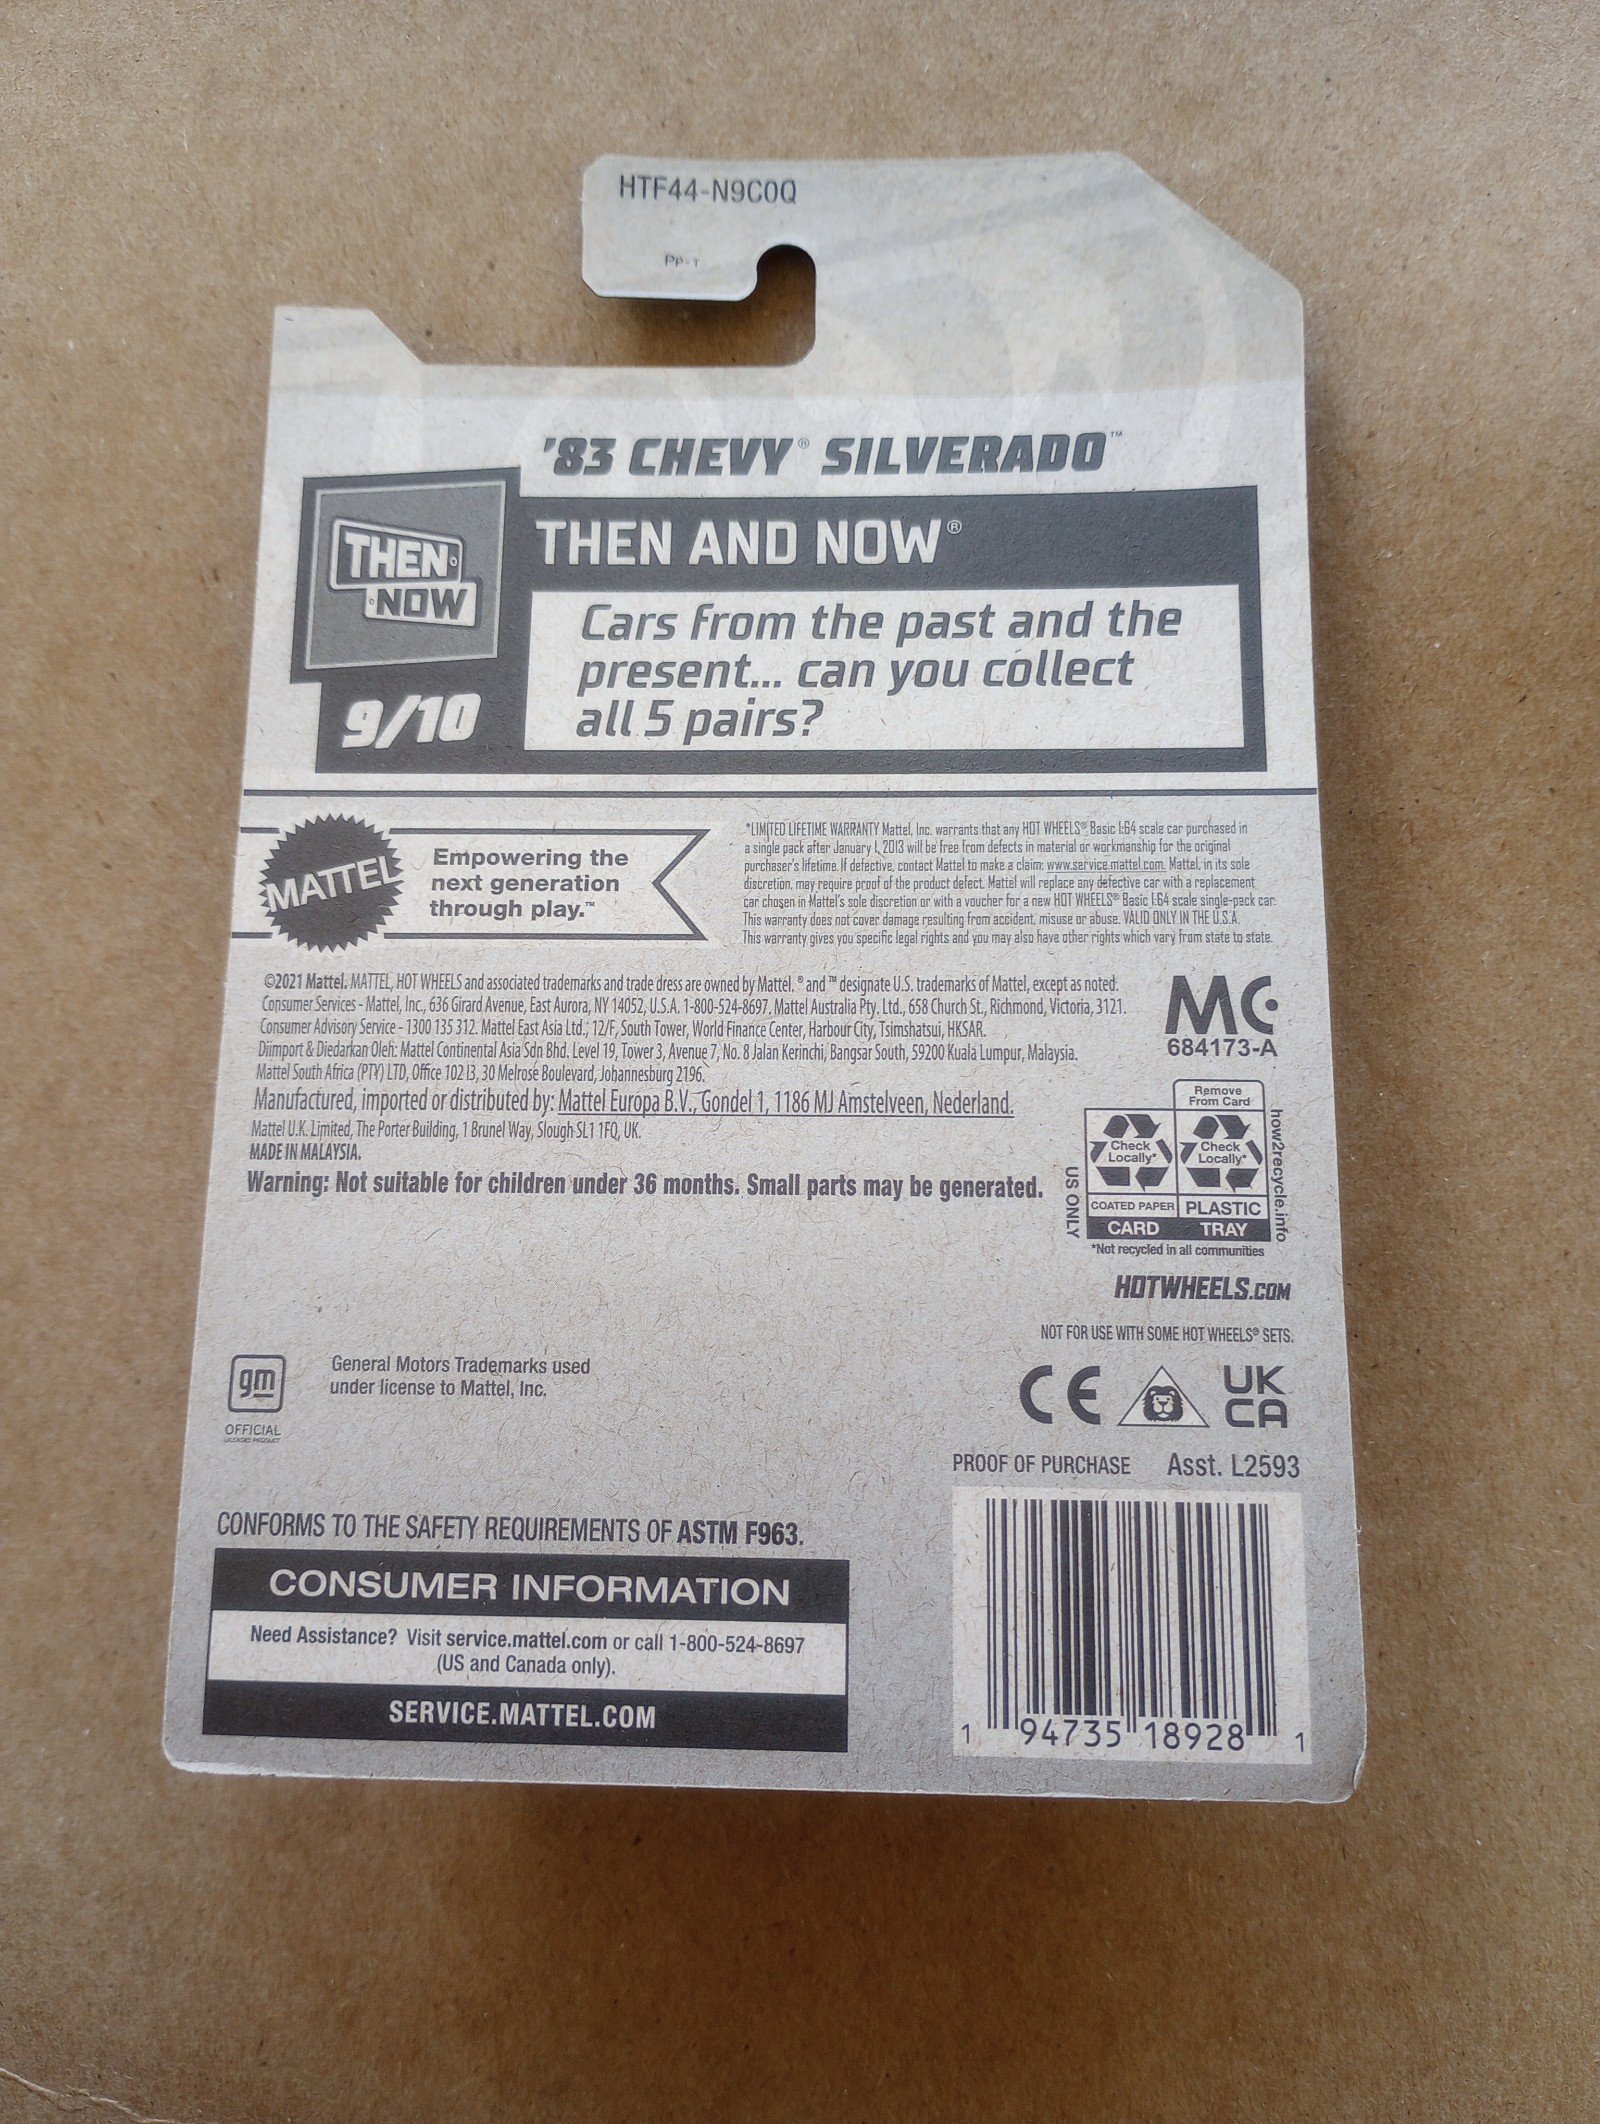 HTF44-N9C0Q
PP-T
'83 CHEVY® SILVERADO™
THEN NOW
THEN AND NOW®
9/10
Cars from the past and the
present... can you collect
all 5 pairs?
MATTEL
Empowering the
next generation
through play.™
*LIMITED LIFETIME WARRANTY Mattel, Inc. warrants that any HOT WHEELS® Basic 1:64 scale car purchased in
a single pack after January 1, 2013 will be free from defects in material or workmanship for the original
purchaser's lifetime. If defective, contact Mattel to make a claim: www.service.mattel.com. Mattel, in its sole
discretion, may require proof of the product defect. Mattel will replace any defective car with a replacement
car chosen in Mattel's sole discretion or with a voucher for a new HOT WHEELS® Basic 1:64 scale single-pack car.
This warranty does not cover damage resulting from accident, misuse or abuse. VALID ONLY IN THE U.S.A.
This warranty gives you specific legal rights and you may also have other rights which vary from state to state.
©2021 Mattel. MATTEL, HOT WHEELS and associated trademarks and trade dress are owned by Mattel. ® and ™ designate U.S. trademarks of Mattel, except as noted.
Consumer Services - Mattel, Inc., 636 Girard Avenue, East Aurora, NY 14052, U.S.A. 1-800-524-8697. Mattel Australia Pty. Ltd., 658 Church St., Richmond, Victoria, 3121.
Consumer Advisory Service - 1300 135 312. Mattel East Asia Ltd., 12/F, South Tower, World Finance Center, Harbour City, Tsimshatsui, HKSAR.
Diimport & Diedarkan Oleh: Mattel Continental Asia Sdn Bhd. Level 19, Tower 3, Avenue 7, No. 8 Jalan Kerinchi, Bangsar South, 59200 Kuala Lumpur, Malaysia.
Mattel South Africa (PTY) LTD, Office 102 I3, 30 Melrose Boulevard, Johannesburg 2196.
Manufactured, imported or distributed by: Mattel Europa B.V., Gondel 1, 1186 MJ Amstelveen, Nederland.
Mattel U.K. Limited, The Porter Building, 1 Brunel Way, Slough SL1 1FQ, UK.
MADE IN MALAYSIA.
Warning: Not suitable for children under 36 months. Small parts may be generated.
MC
684173-A
Remove
From Card
Check
Locally*
Check
Locally*
COATED PAPER
PLASTIC
CARD
TRAY
US ONLY
how2recycle.info
*Not recycled in all communities
HOTWHEELS.COM
NOT FOR USE WITH SOME HOT WHEELS® SETS.
gm
OFFICIAL
LICENSED PRODUCT
General Motors Trademarks used
under license to Mattel, Inc.
CE
UK
CA
PROOF OF PURCHASE Asst. L2593
CONFORMS TO THE SAFETY REQUIREMENTS OF ASTM F963.
CONSUMER INFORMATION
Need Assistance? Visit service.mattel.com or call 1-800-524-8697
(US and Canada only).
SERVICE.MATTEL.COM
1 94735 18928 1